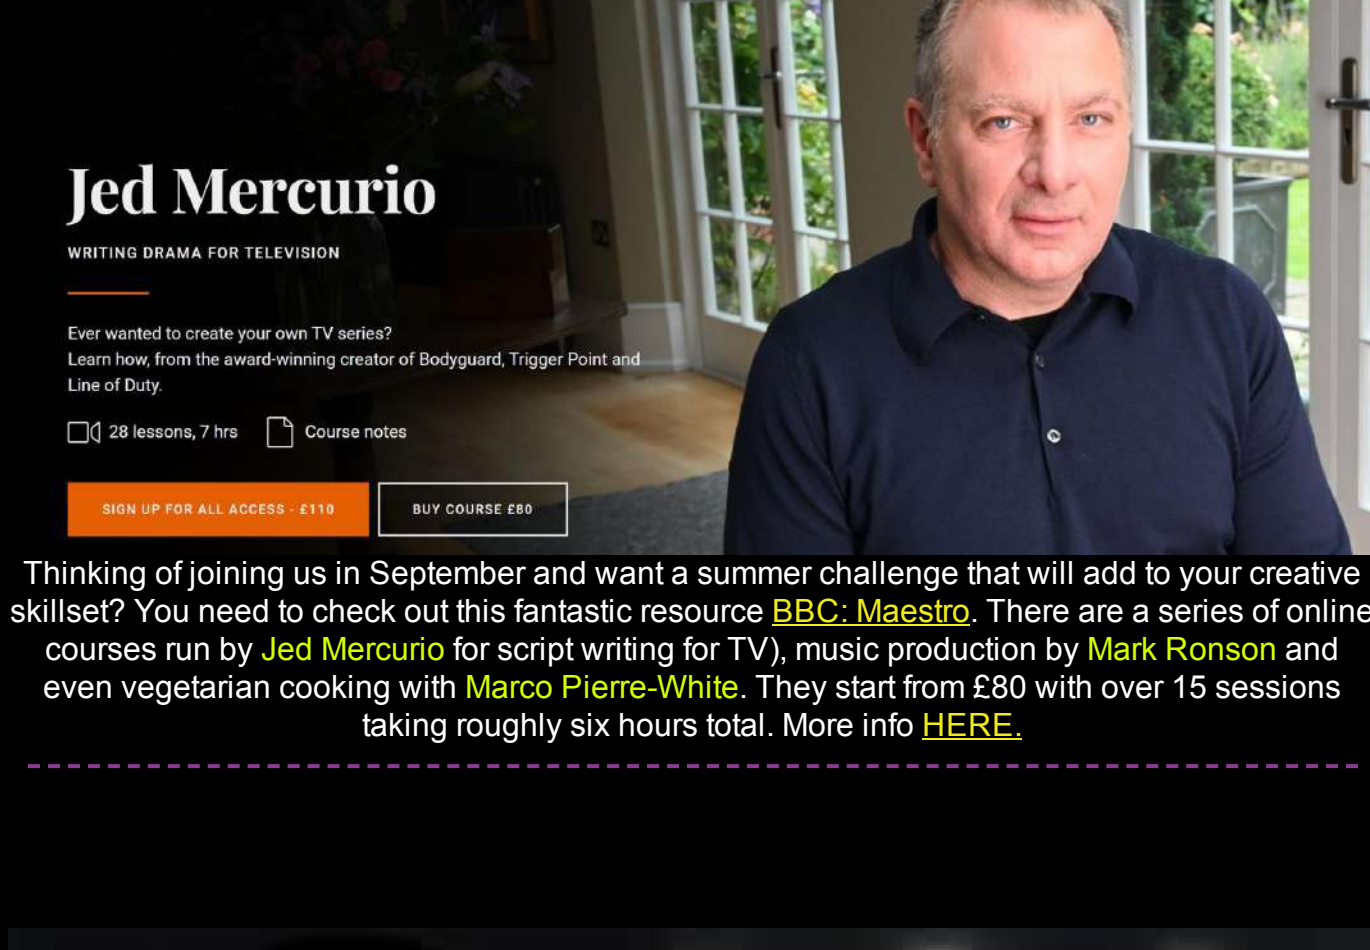 Jed Mercurio
WRITING DRAMA FOR TELEVISION
Ever wanted to create your own TV series?
Learn how, from the award-winning creator of Bodyguard, Trigger Point and
Line of Duty.
28 lessons, 7 hrs Course notes
SIGN UP FOR ALL ACCESS - £110 BUY COURSE £80
Thinking of joining us in September and want a summer challenge that will add to your creative
skillset? You need to check out this fantastic resource BBC: Maestro. There are a series of online
courses run by Jed Mercurio for script writing for TV), music production by Mark Ronson and
even vegetarian cooking with Marco Pierre-White. They start from £80 with over 15 sessions
taking roughly six hours total. More info HERE.